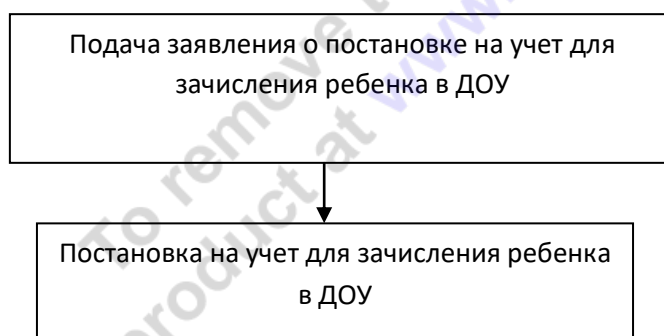 Подача заявления о постановке на учет для
зачисления ребенка в ДОУ
Постановка на учет для зачисления ребенка
в ДОУ
To remove t
product at www.